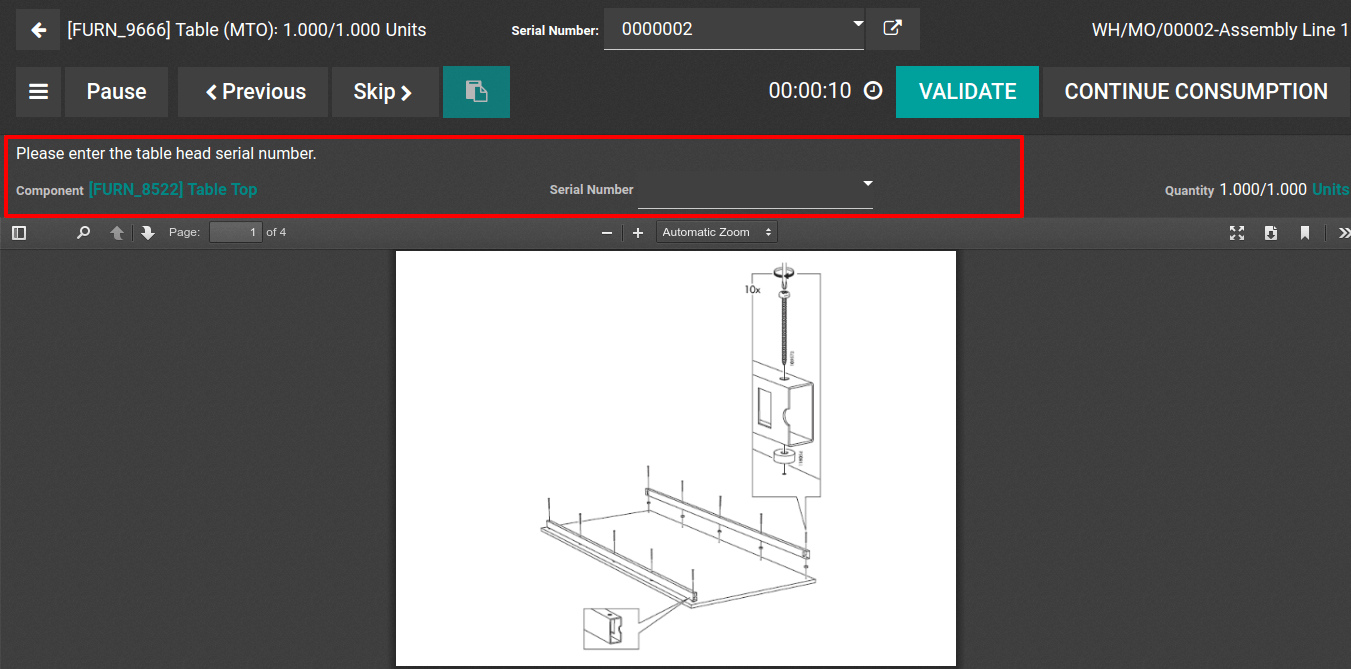 [FURN_9666] Table (MTO): 1.000/1.000 Units Serial Number: 0000002 WH/MO/00002-Assembly Line 1
Pause Previous Skip 00:00:10 VALIDATE CONTINUE CONSUMPTION
Please enter the table head serial number.
Component [FURN_8522] Table Top Serial Number Quantity 1.000/1.000 Units
Page: 1 of 4 Automatic Zoom
10x